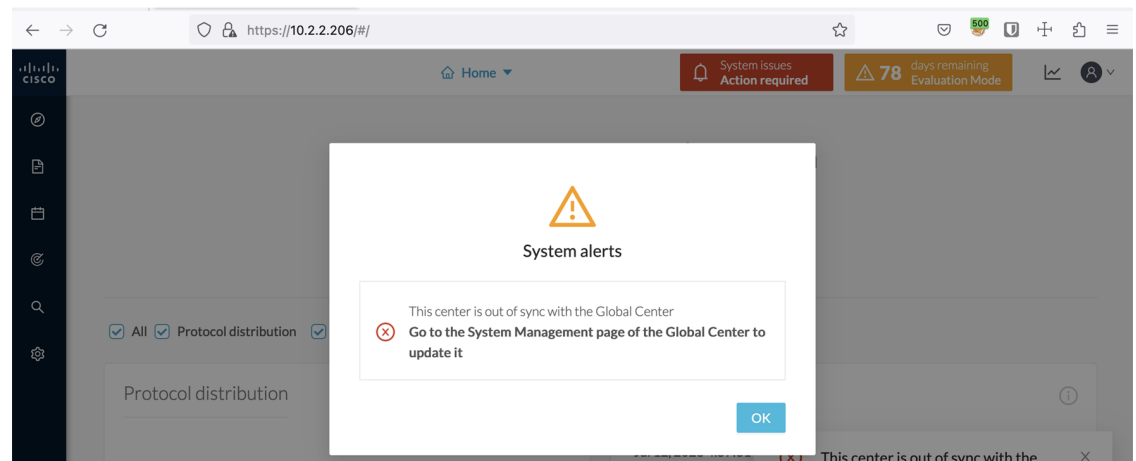 https://10.2.2.206/#/
500
CISCO
Home
System issues
Action required
78
days remaining
Evaluation Mode
System alerts
This center is out of sync with the Global Center
Go to the System Management page of the Global Center to
update it
All
Protocol distribution
Protocol distribution
OK
This center is out of sync with the